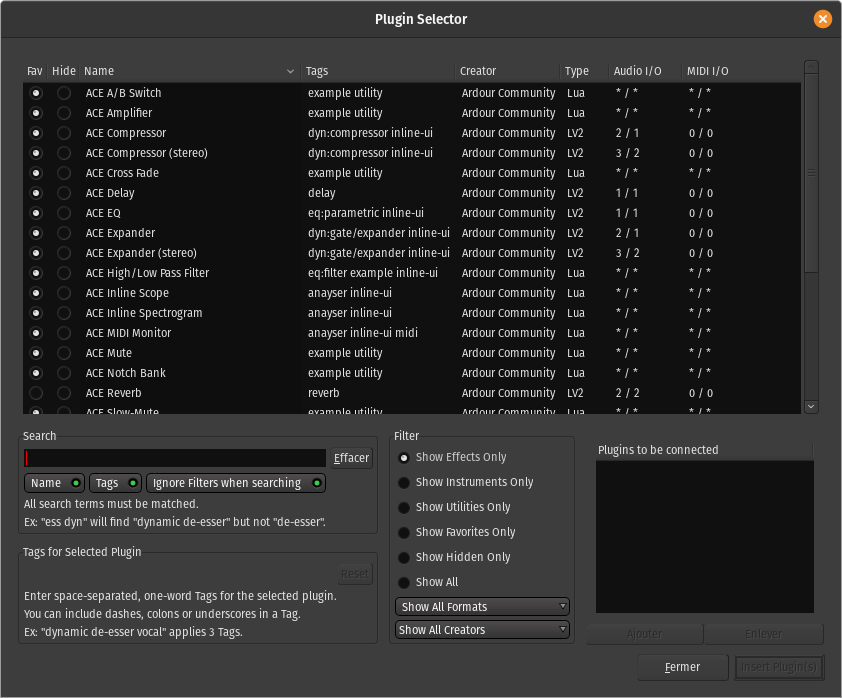 Plugin Selector
Fav Hide Name Tags Creator Type Audio I/O MIDI I/O
ACE A/B Switch example utility Ardour Community Lua * / * * / *
ACE Amplifier example utility Ardour Community Lua * / * * / *
ACE Compressor dyn:compressor inline-ui Ardour Community LV2 2 / 1 0 / 0
ACE Compressor (stereo) dyn:compressor inline-ui Ardour Community LV2 3 / 2 0 / 0
ACE Cross Fade example utility Ardour Community Lua * / * * / *
ACE Delay delay Ardour Community LV2 1 / 1 0 / 0
ACE EQ eq:parametric inline-ui Ardour Community LV2 1 / 1 0 / 0
ACE Expander dyn:gate/expander inline-ui Ardour Community LV2 2 / 1 0 / 0
ACE Expander (stereo) dyn:gate/expander inline-ui Ardour Community LV2 3 / 2 0 / 0
ACE High/Low Pass Filter eq:filter example inline-ui Ardour Community Lua * / * * / *
ACE Inline Scope anayser inline-ui Ardour Community Lua * / * * / *
ACE Inline Spectrogram anayser inline-ui Ardour Community Lua * / * * / *
ACE MIDI Monitor anayser inline-ui midi Ardour Community Lua * / * * / *
ACE Mute example utility Ardour Community Lua * / * * / *
ACE Notch Bank example utility Ardour Community Lua * / * * / *
ACE Reverb reverb Ardour Community LV2 2 / 2 0 / 0
ACE Slow-Mute example utility Ardour Community Lua * / * * / *
Search
Effacer
Name Tags Ignore Filters when searching
All search terms must be matched.
Ex: "ess dyn" will find "dynamic de-esser" but not "de-esser".
Tags for Selected Plugin
Reset
Enter space-separated, one-word Tags for the selected plugin.
You can include dashes, colons or underscores in a Tag.
Ex: "dynamic de-esser vocal" applies 3 Tags.
Filter
Show Effects Only
Show Instruments Only
Show Utilities Only
Show Favorites Only
Show Hidden Only
Show All
Show All Formats
Show All Creators
Plugins to be connected
Ajouter Enlever
Fermer Insert Plugin(s)